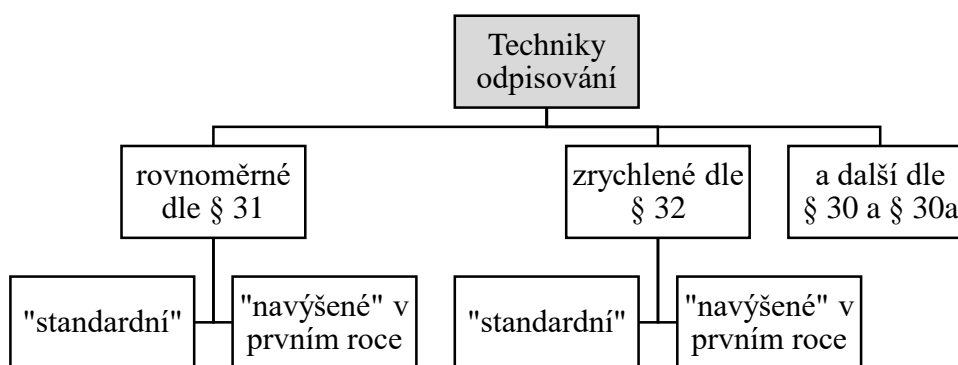 Techniky
odpisování
rovnoměrné
dle § 31
zrychlené dle
§ 32
a další dle
§ 30 a § 30a
"standardní"
"navýšené" v
prvním roce
"standardní"
"navýšené" v
prvním roce